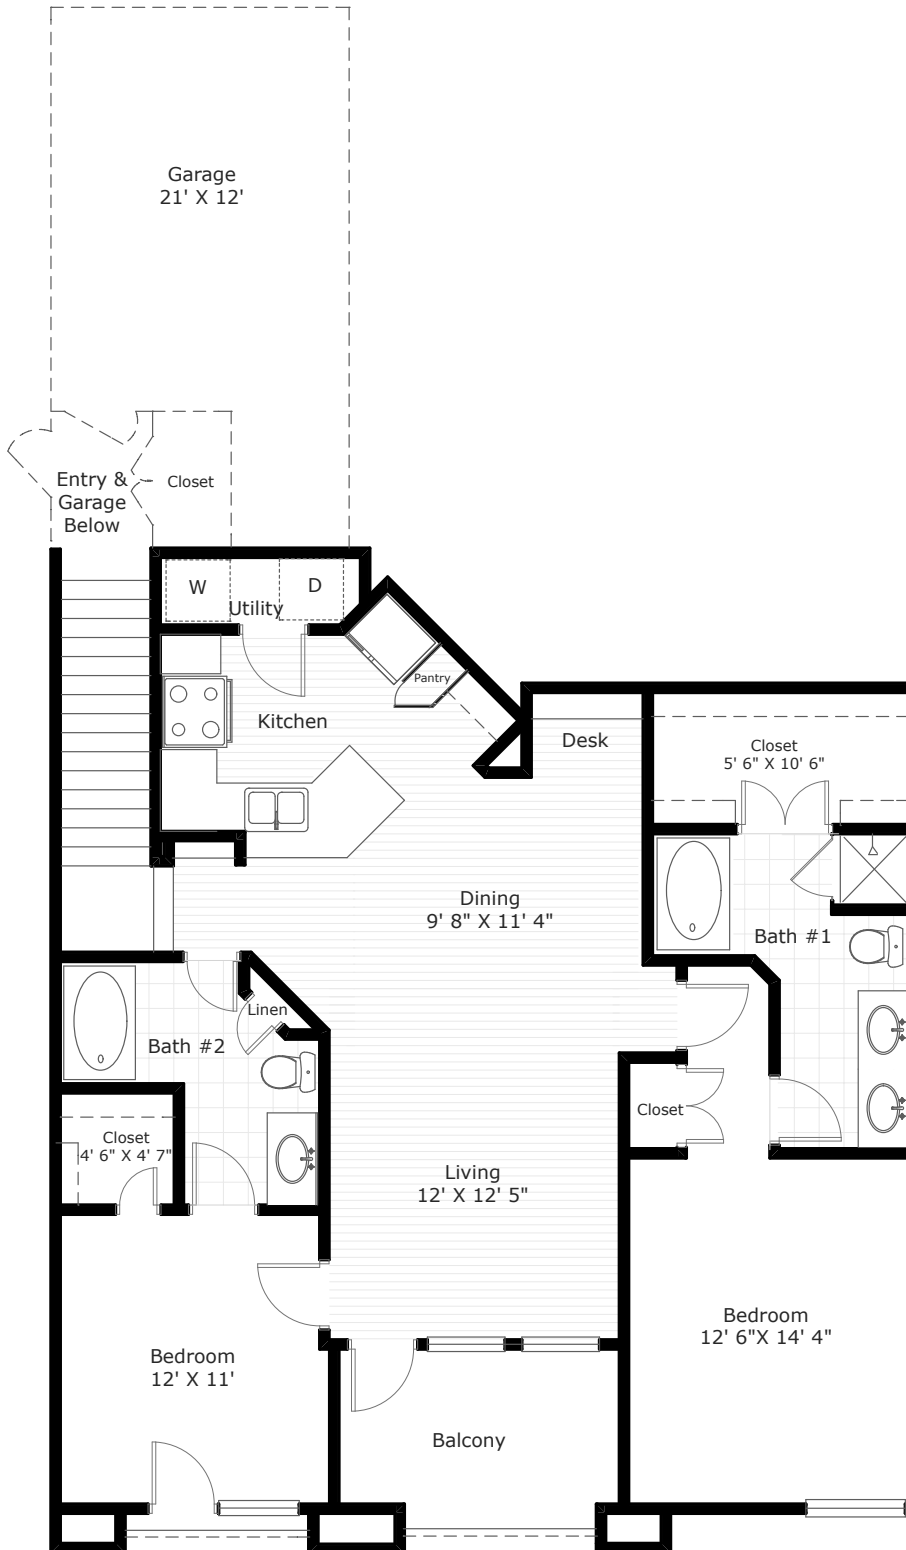 Garage
21' X 12'
Entry &
Garage
Below
Closet
W
D
Utility
Pantry
Kitchen
Desk
Closet
5' 6" X 10' 6"
Dining
9' 8" X 11' 4"
Bath #1
Linen
Bath #2
Closet
Closet
4' 6" X 4' 7"
Living
12' X 12' 5"
Bedroom
12' 6"X 14' 4"
Bedroom
12' X 11'
Balcony